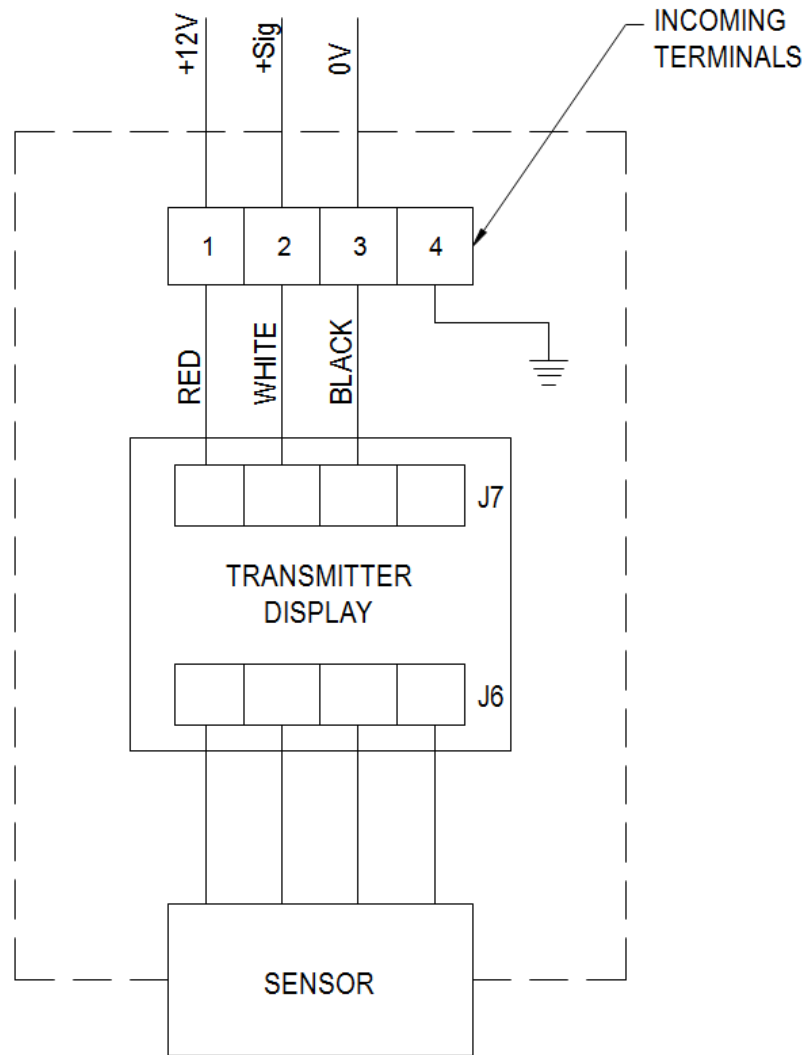 INCOMING
TERMINALS
+12V
+Sig
0V
1
2
3
4
RED
WHITE
BLACK
J7
TRANSMITTER
DISPLAY
J6
SENSOR